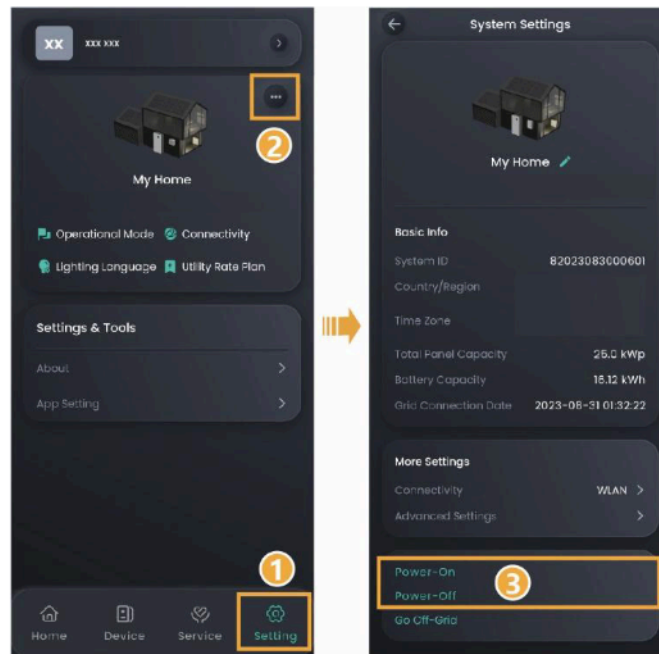 XX
xxx xxx
...
2
My Home
Operational Mode Connectivity
Lighting Language Utility Rate Plan
Settings & Tools
About
App Setting
1
Home Device Service Setting
System Settings
My Home
Basic Info
System ID 82023083000601
Country/Region
Time Zone
Total Panel Capacity 25.0 kWp
Battery Capacity 16.12 kWh
Grid Connection Date 2023-08-31 01:32:22
More Settings
Connectivity WLAN
Advanced Settings
Power-On
3
Power-Off
Go Off-Grid